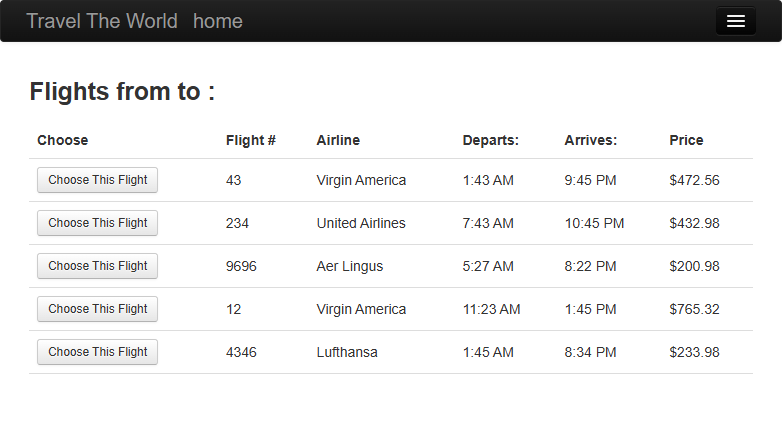 Travel The World home
Flights from to :
Choose Flight # Airline Departs: Arrives: Price
Choose This Flight 43 Virgin America 1:43 AM 9:45 PM $472.56
Choose This Flight 234 United Airlines 7:43 AM 10:45 PM $432.98
Choose This Flight 9696 Aer Lingus 5:27 AM 8:22 PM $200.98
Choose This Flight 12 Virgin America 11:23 AM 1:45 PM $765.32
Choose This Flight 4346 Lufthansa 1:45 AM 8:34 PM $233.98